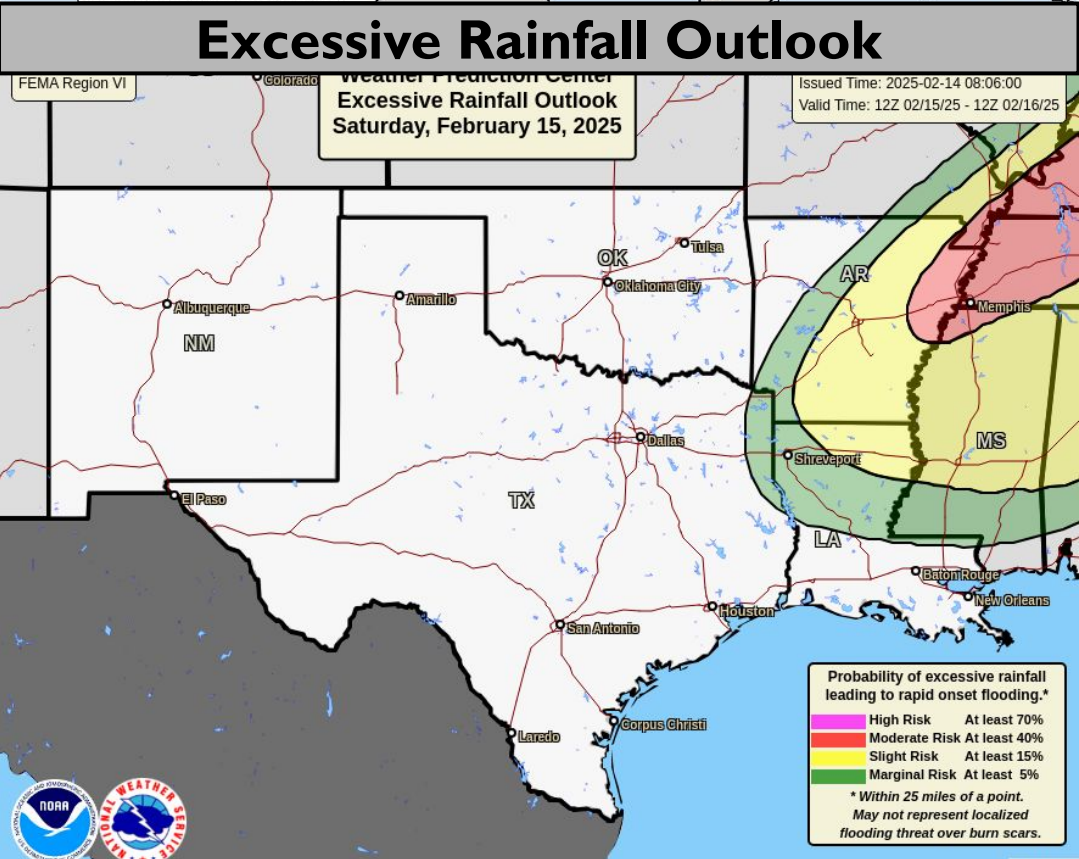 Excessive Rainfall Outlook
FEMA Region VI
Colorado
Weather Prediction Center
Excessive Rainfall Outlook
Saturday, February 15, 2025
Issued Time: 2025-02-14 08:06:00
Valid Time: 12Z 02/15/25 - 12Z 02/16/25
Tulsa
OK
Oklahoma City
AR
Albuquerque
Amarillo
Memphis
NM
Dallas
MS
Shreveport
El Paso
TX
LA
Baton Rouge
New Orleans
Houston
San Antonio
Corpus Christi
Laredo
Probability of excessive rainfall
leading to rapid onset flooding.*
High Risk At least 70%
Moderate Risk At least 40%
Slight Risk At least 15%
Marginal Risk At least 5%
* Within 25 miles of a point.
May not represent localized
flooding threat over burn scars.
NOAA
NATIONAL WEATHER SERVICE